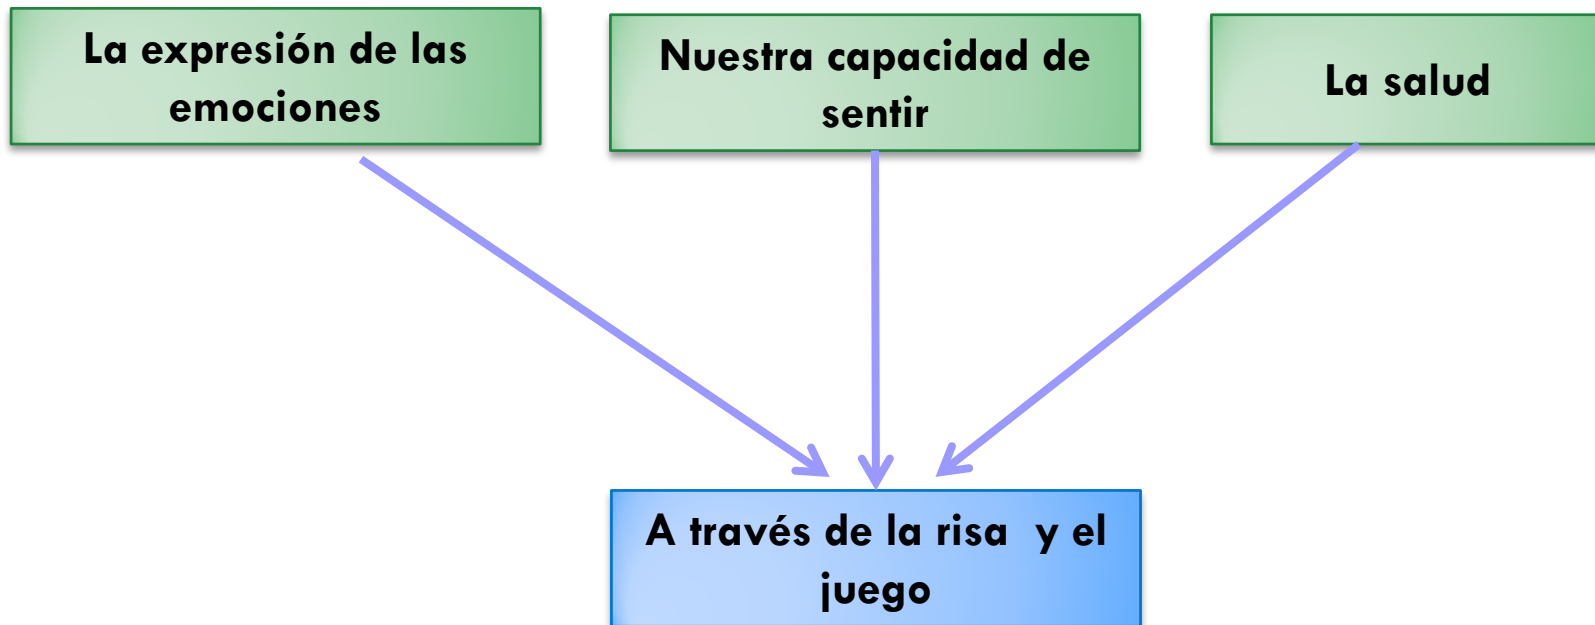 La expresión de las
emociones
Nuestra capacidad de
sentir
La salud
A través de la risa  y el
juego